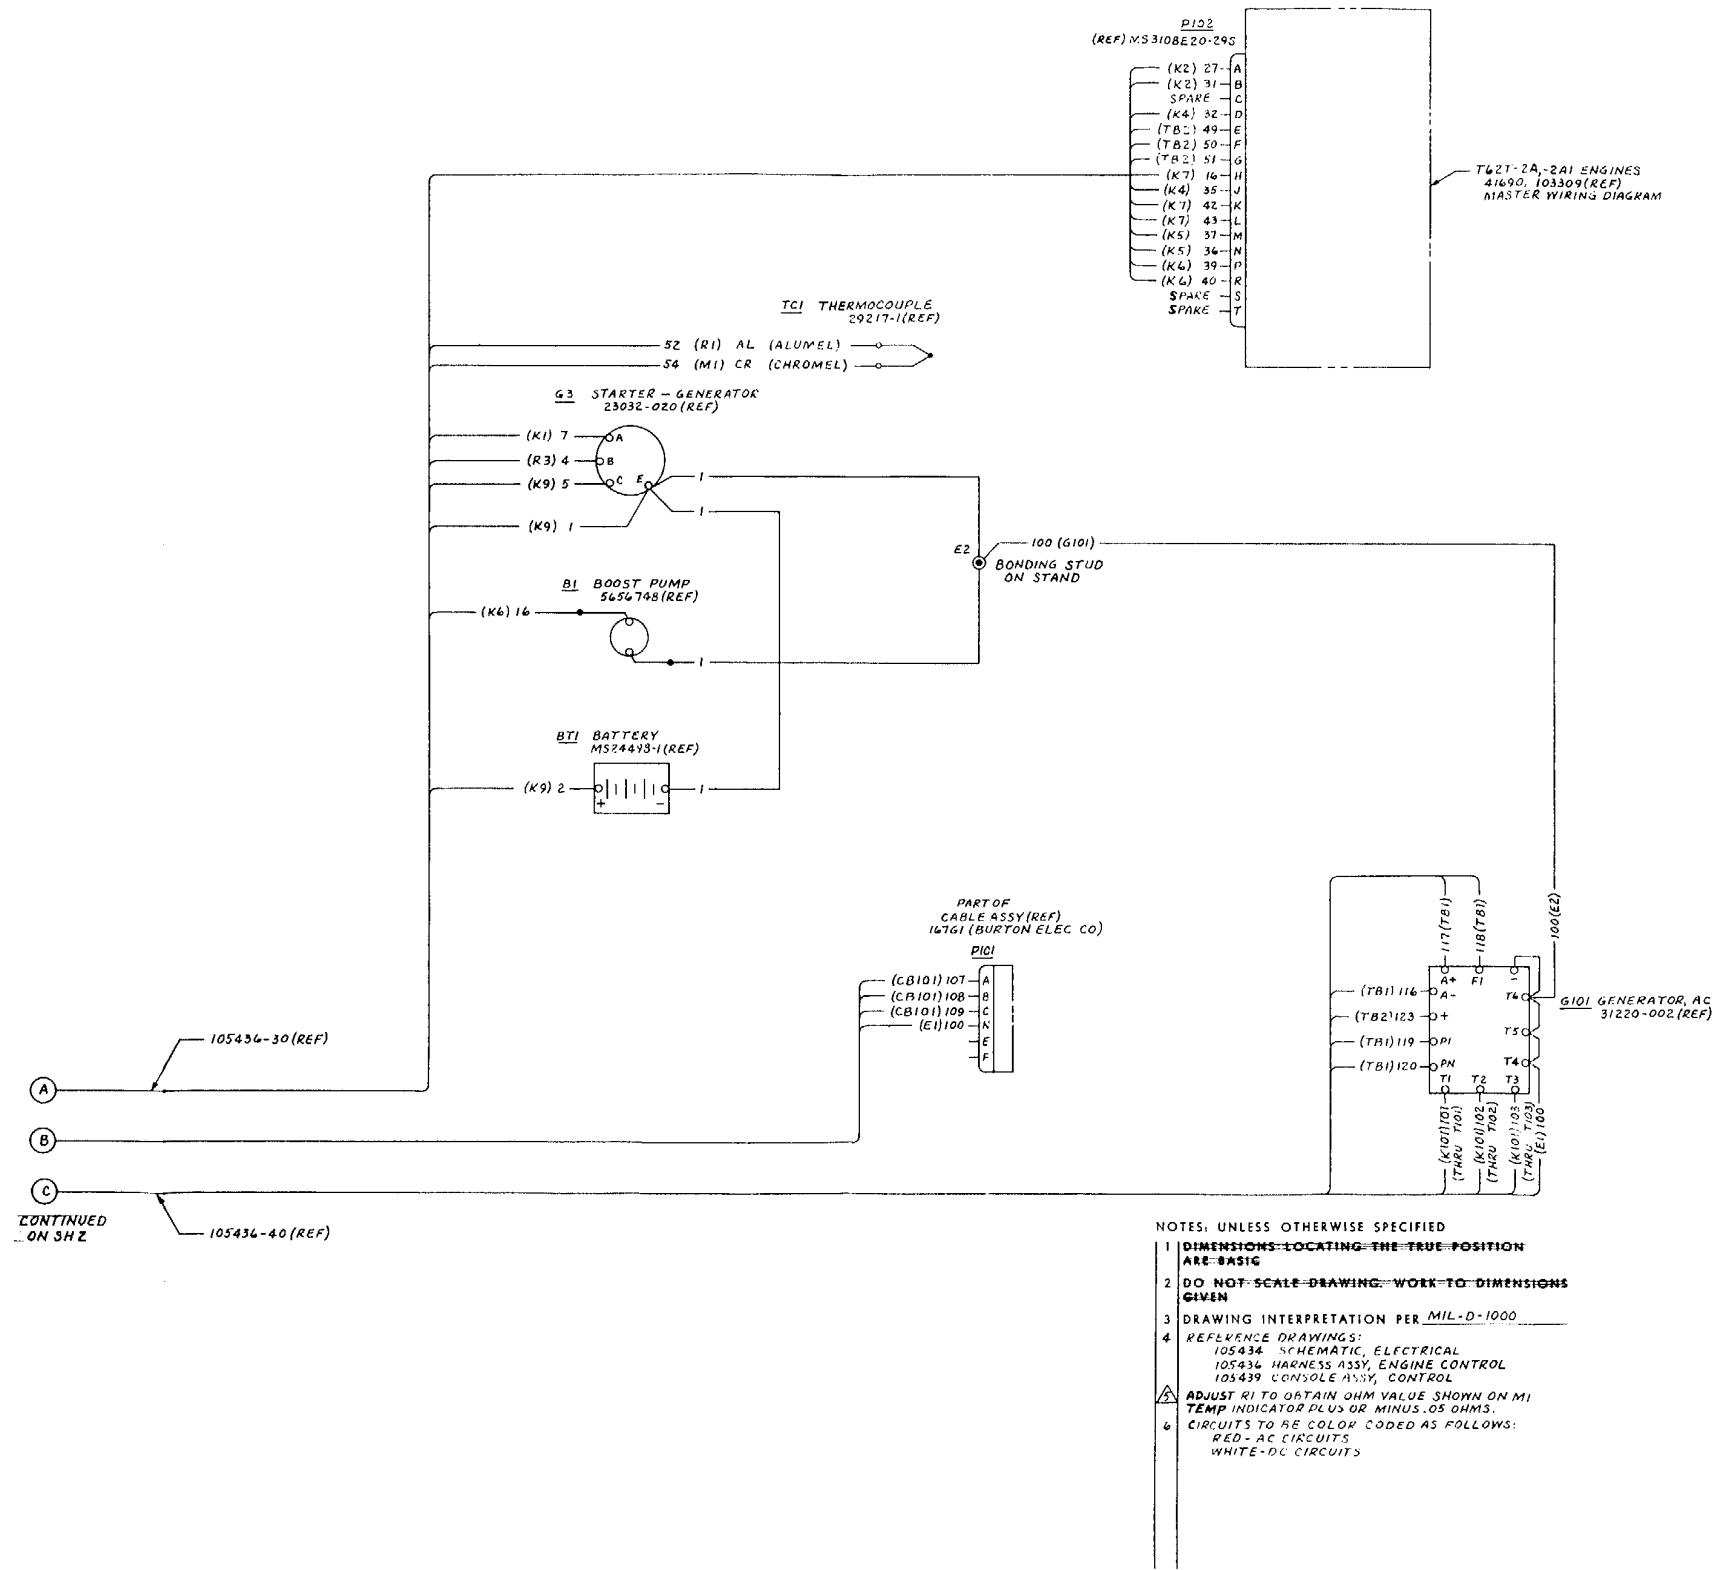 P102
(REF) MS3108E20-29S
(K2) 27 A
(K2) 31 B
SPARE C
(K4) 32 D
(TB2) 49 E
(TB2) 50 F
(TB2) 51 G
(K7) 16 H
(K4) 35 J
(K7) 42 K
(K7) 43 L
(K5) 37 M
(K5) 36 N
(K6) 39 P
(K6) 40 R
SPARE S
SPARE T
T62T-2A,-2A1 ENGINES
41690, 103309(REF)
MASTER WIRING DIAGRAM
TC1 THERMOCOUPLE
29217-1(REF)
52 (R1) AL (ALUMEL)
54 (M1) CR (CHROMEL)
G3 STARTER - GENERATOR
23032-020(REF)
(K1) 7 A
(R3) 4 B
(K9) 5 C E
1
1
(K9) 1
E2
100 (G101)
BONDING STUD
ON STAND
B1 BOOST PUMP
5656748(REF)
(K6) 16
1
BT1 BATTERY
MS24498-1(REF)
(K9) 2 + - 1
PART OF
CABLE ASSY(REF)
167G1 (BURTON ELEC CO)
P101
(CB101) 107 A
(CB101) 108 B
(CB101) 109 C
(E1) 100 N
E
F
117(TB1)
118(TB1)
100(E2)
A+ F1 -
(TB1) 116 A-
T6
(TB2) 123 +
T5
(TB1) 119 P1
(TB1) 120 PN
T4
T1 T2 T3
G101 GENERATOR, AC
31220-002(REF)
(K101) 101
(THRU T101)
(K101) 102
(THRU T102)
(K101) 103
(THRU T103)
(E1) 100
105436-30(REF)
A
B
C
CONTINUED
ON SH 2
105436-40(REF)
NOTES: UNLESS OTHERWISE SPECIFIED
1 DIMENSIONS LOCATING THE TRUE POSITION
ARE BASIC
2 DO NOT SCALE DRAWING. WORK TO DIMENSIONS
GIVEN
3 DRAWING INTERPRETATION PER MIL-D-1000
4 REFERENCE DRAWINGS:
105434 SCHEMATIC, ELECTRICAL
105436 HARNESS ASSY, ENGINE CONTROL
105439 CONSOLE ASSY, CONTROL
5 ADJUST R1 TO OBTAIN OHM VALUE SHOWN ON M1
TEMP INDICATOR PLUS OR MINUS .05 OHMS.
6 CIRCUITS TO BE COLOR CODED AS FOLLOWS:
RED - AC CIRCUITS
WHITE - DC CIRCUITS